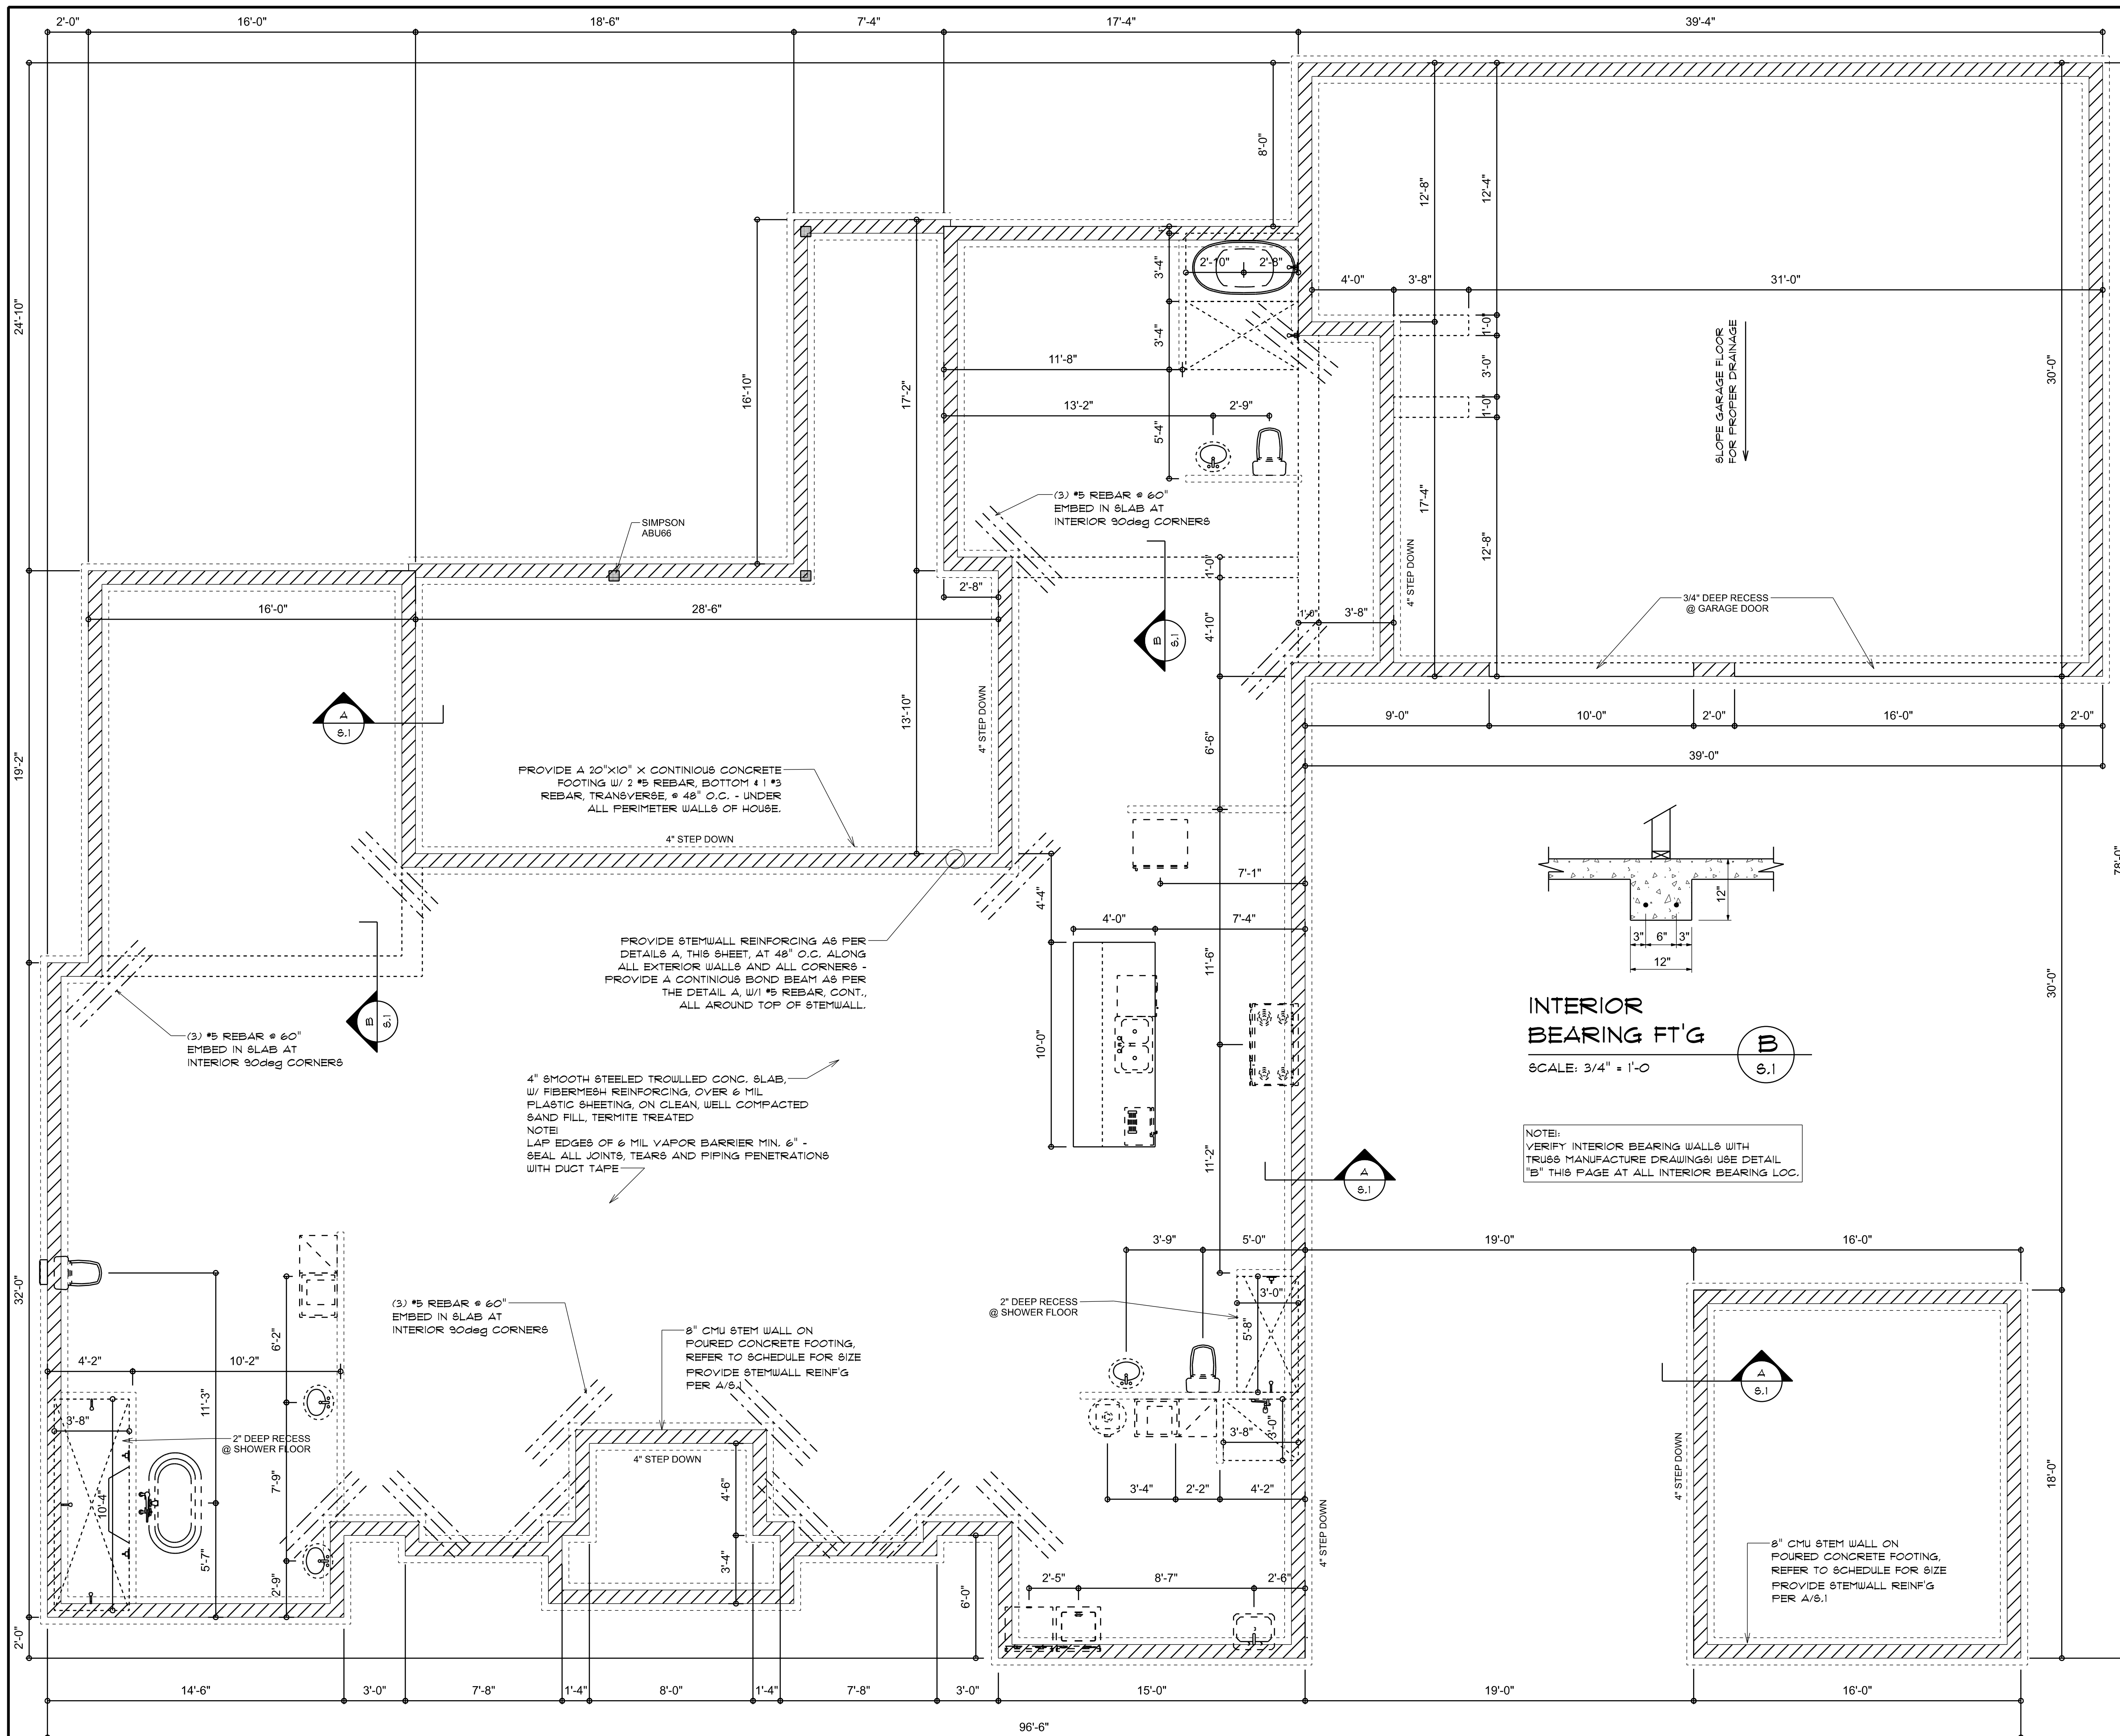 2'-0" 16'-0" 18'-6" 7'-4" 17'-4" 39'-4"
24'-10"
19'-2"
32'-0"
2'-0"
8'-0"
12'-8"
12'-4"
16'-10"
17'-2"
3'-4"
2'-10" 2'-8"
4'-0" 3'-8" 31'-0"
3'-4"
1'-0"
3'-0"
1'-0"
11'-8"
13'-2" 2'-9"
5'-4"
SLOPE GARAGE FLOOR
FOR PROPER DRAINAGE
30'-0"
(3) #5 REBAR @ 60"
EMBED IN SLAB AT
INTERIOR 90deg CORNERS
SIMPSON
ABU66
17'-4"
12'-8"
4" STEP DOWN
1'-0"
2'-8"
16'-0" 28'-6"
4'-10"
1'-0" 3'-8"
B
S.1
3/4" DEEP RECESS
@ GARAGE DOOR
A
S.1
13'-10"
4" STEP DOWN
6'-6"
9'-0" 10'-0" 2'-0" 16'-0" 2'-0"
39'-0"
PROVIDE A 20"X10" X CONTINIOUS CONCRETE
FOOTING W/ 2 #5 REBAR, BOTTOM & 1 #3
REBAR, TRANSVERSE, @ 48" O.C. - UNDER
ALL PERIMETER WALLS OF HOUSE.
4" STEP DOWN
7'-1"
4'-4"
4'-0" 7'-4"
78'-0"
12"
3" 6" 3"
12"
PROVIDE STEMWALL REINFORCING AS PER
DETAILS A, THIS SHEET, AT 48" O.C. ALONG
ALL EXTERIOR WALLS AND ALL CORNERS -
PROVIDE A CONTINIOUS BOND BEAM AS PER
THE DETAIL A, W/1 #5 REBAR, CONT.,
ALL AROUND TOP OF STEMWALL.
11'-6"
10'-0"
30'-0"
B
S.1
(3) #5 REBAR @ 60"
EMBED IN SLAB AT
INTERIOR 90deg CORNERS
INTERIOR
BEARING FT'G
SCALE: 3/4" = 1'-0
B
S.1
4" SMOOTH STEELED TROWLLED CONC. SLAB,
W/ FIBERMESH REINFORCING, OVER 6 MIL
PLASTIC SHEETING, ON CLEAN, WELL COMPACTED
SAND FILL, TERMITE TREATED
NOTE:
LAP EDGES OF 6 MIL VAPOR BARRIER MIN. 6" -
SEAL ALL JOINTS, TEARS AND PIPING PENETRATIONS
WITH DUCT TAPE
11'-2"
NOTE:
VERIFY INTERIOR BEARING WALLS WITH
TRUSS MANUFACTURE DRAWINGS! USE DETAIL
"B" THIS PAGE AT ALL INTERIOR BEARING LOC.
A
S.1
3'-9" 5'-0" 19'-0" 16'-0"
(3) #5 REBAR @ 60"
EMBED IN SLAB AT
INTERIOR 90deg CORNERS
2" DEEP RECESS
@ SHOWER FLOOR
3'-0"
5'-8"
6'-2"
4'-2" 10'-2"
11'-3"
8" CMU STEM WALL ON
POURED CONCRETE FOOTING,
REFER TO SCHEDULE FOR SIZE
PROVIDE STEMWALL REINF'G
PER A/S.1
A
S.1
3'-8"
2" DEEP RECESS
@ SHOWER FLOOR
3'-8"
3'-0"
4" STEP DOWN
4'-6"
7'-9"
10'-4"
3'-4" 2'-2" 4'-2"
4" STEP DOWN
18'-0"
4" STEP DOWN
5'-7"
3'-4"
2'-9"
6'-0"
2'-5" 8'-7" 2'-6"
8" CMU STEM WALL ON
POURED CONCRETE FOOTING,
REFER TO SCHEDULE FOR SIZE
PROVIDE STEMWALL REINF'G
PER A/S.1
14'-6" 3'-0" 7'-8" 1'-4" 8'-0" 1'-4" 7'-8" 3'-0" 15'-0" 19'-0" 16'-0"
96'-6"